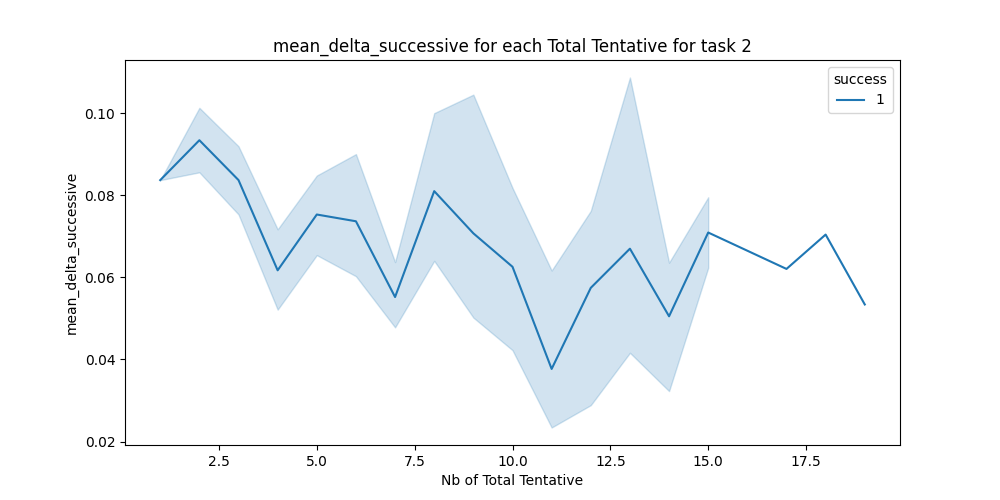 mean_delta_successive for each Total Tentative for task 2
success
1
0.10
0.08
0.06
0.04
0.02
mean_delta_successive
2.5 5.0 7.5 10.0 12.5 15.0 17.5
Nb of Total Tentative